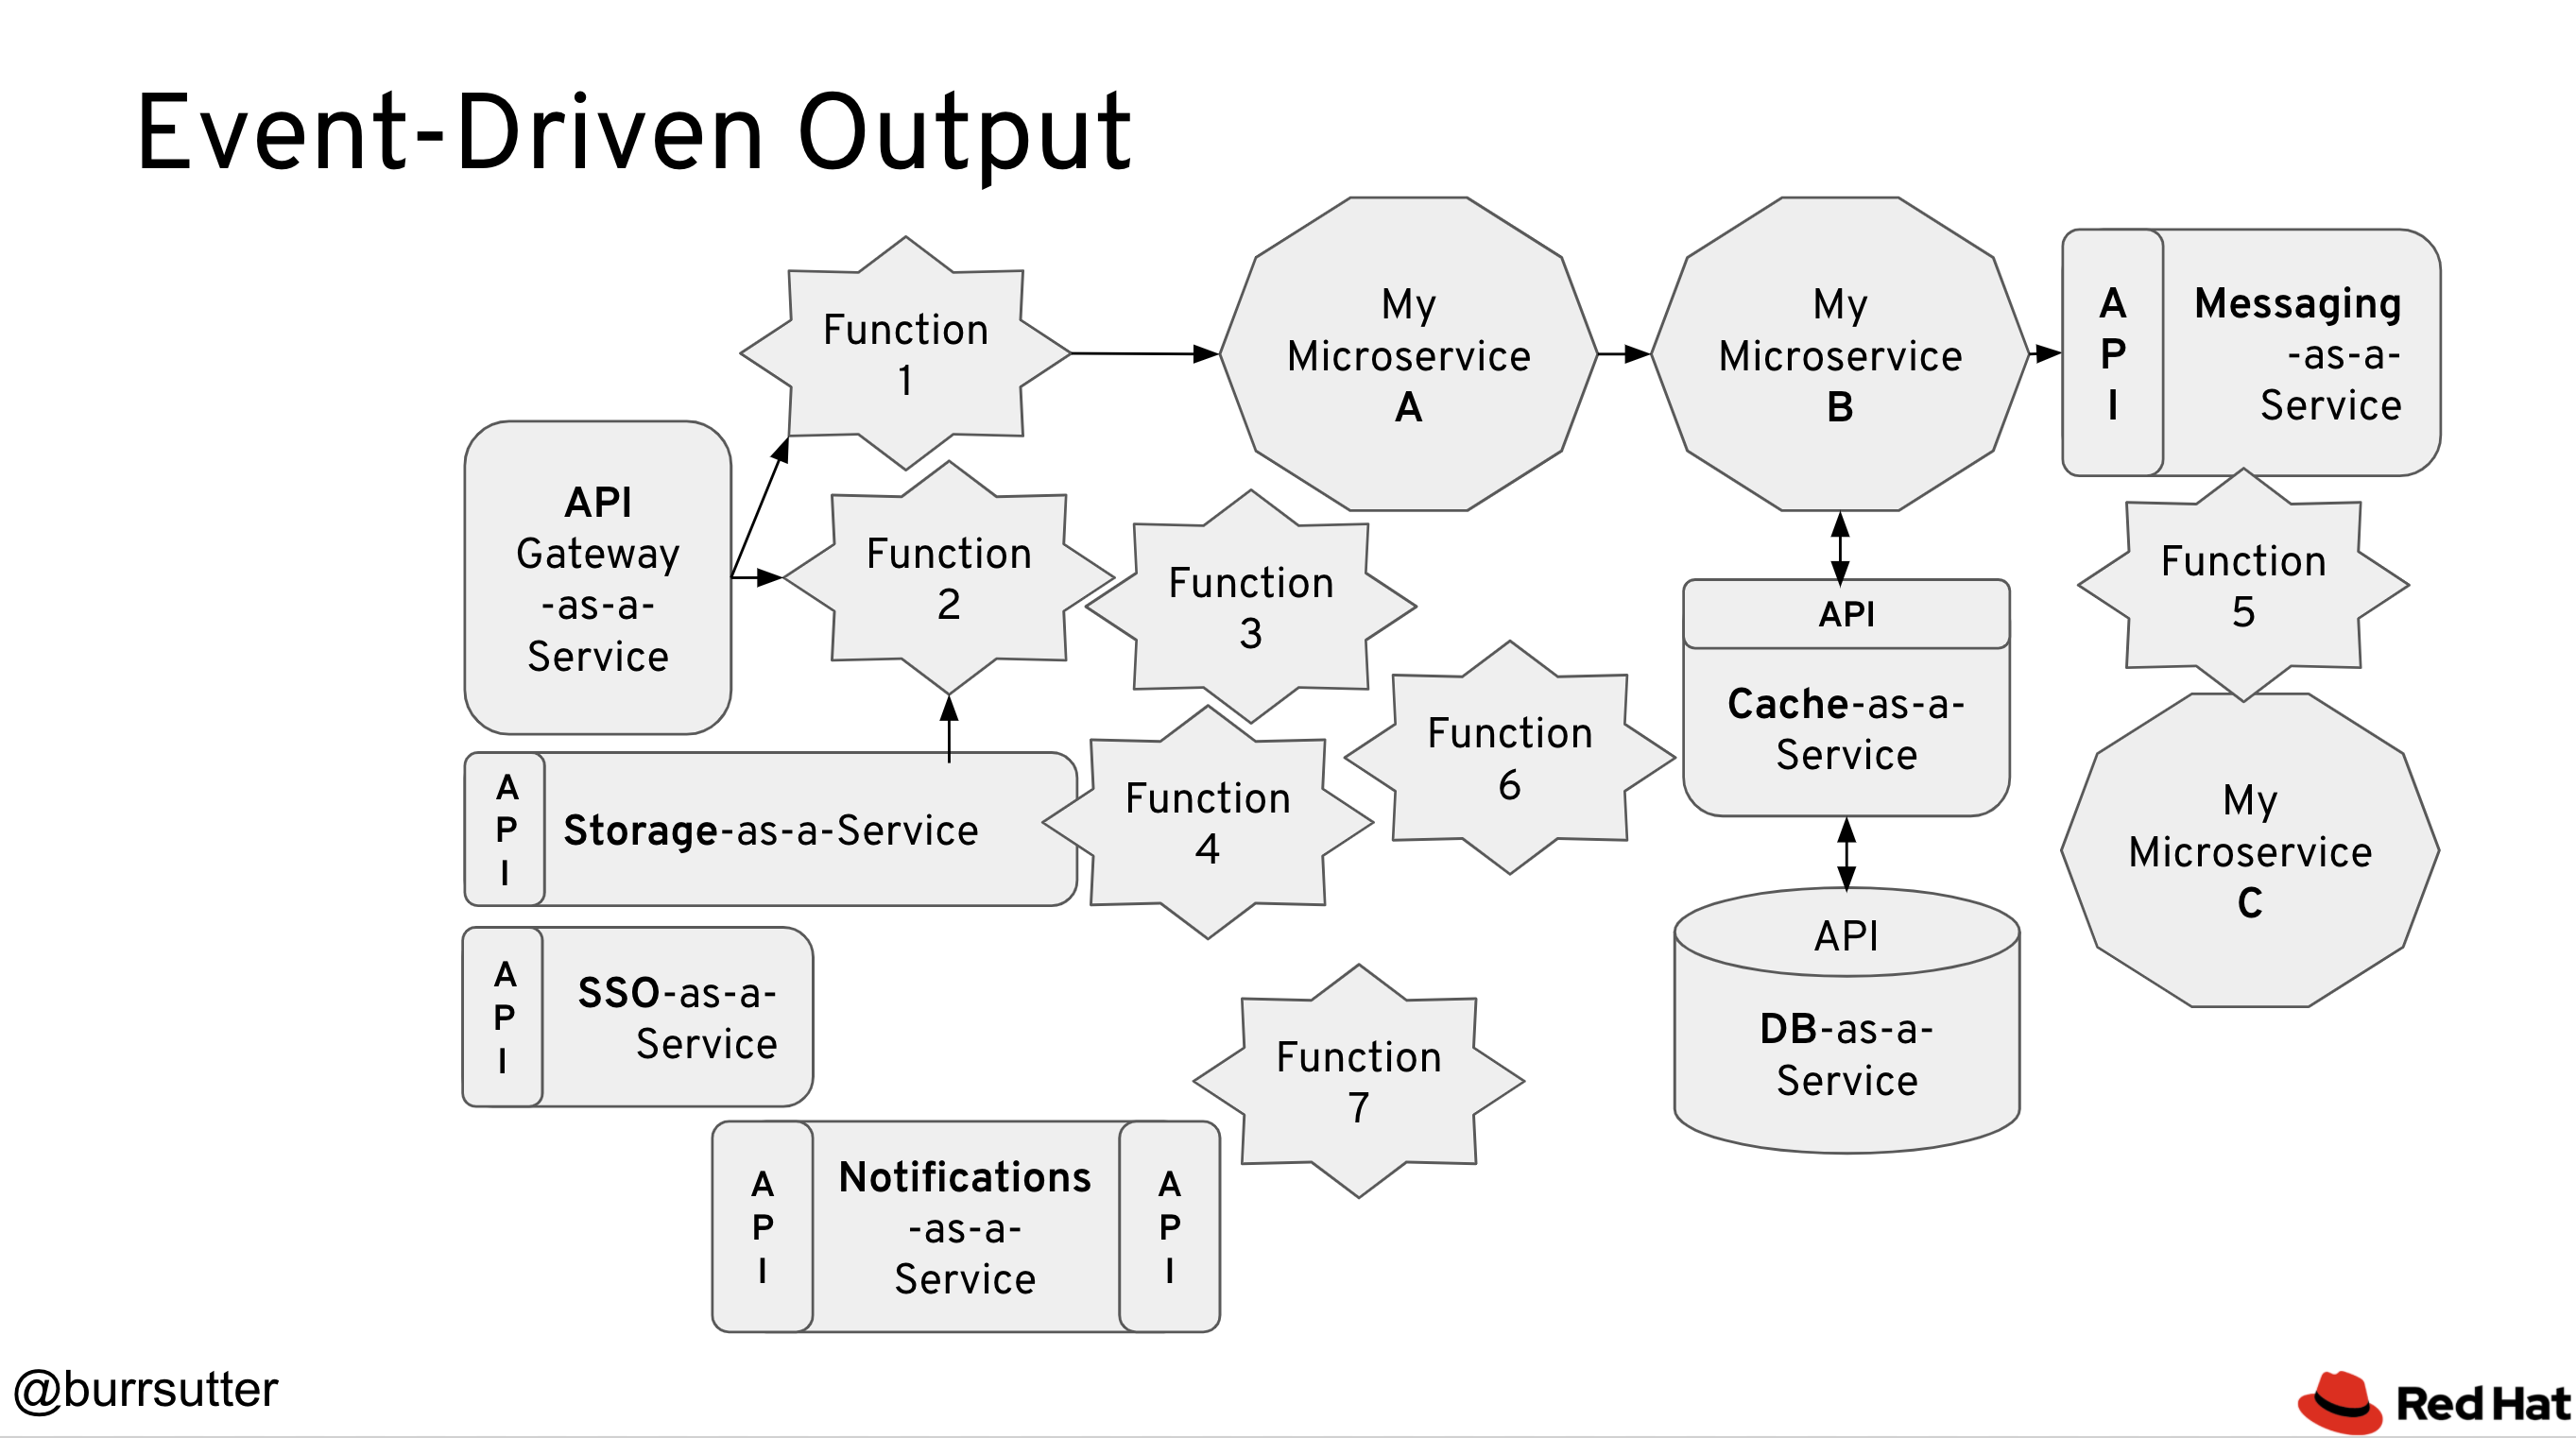 Event-Driven Output
Function
1
My
Microservice
A
My
Microservice
B
A
P
I
Messaging
-as-a-
Service
API
Gateway
-as-a-
Service
Function
2
Function
3
Function
5
API
Cache-as-a-
Service
Function
6
A
P
I
Storage-as-a-Service
Function
4
My
Microservice
C
A
P
I
SSO-as-a-
Service
API
DB-as-a-
Service
Function
7
A
P
I
Notifications
-as-a-
Service
A
P
I
@burrsutter
Red Hat